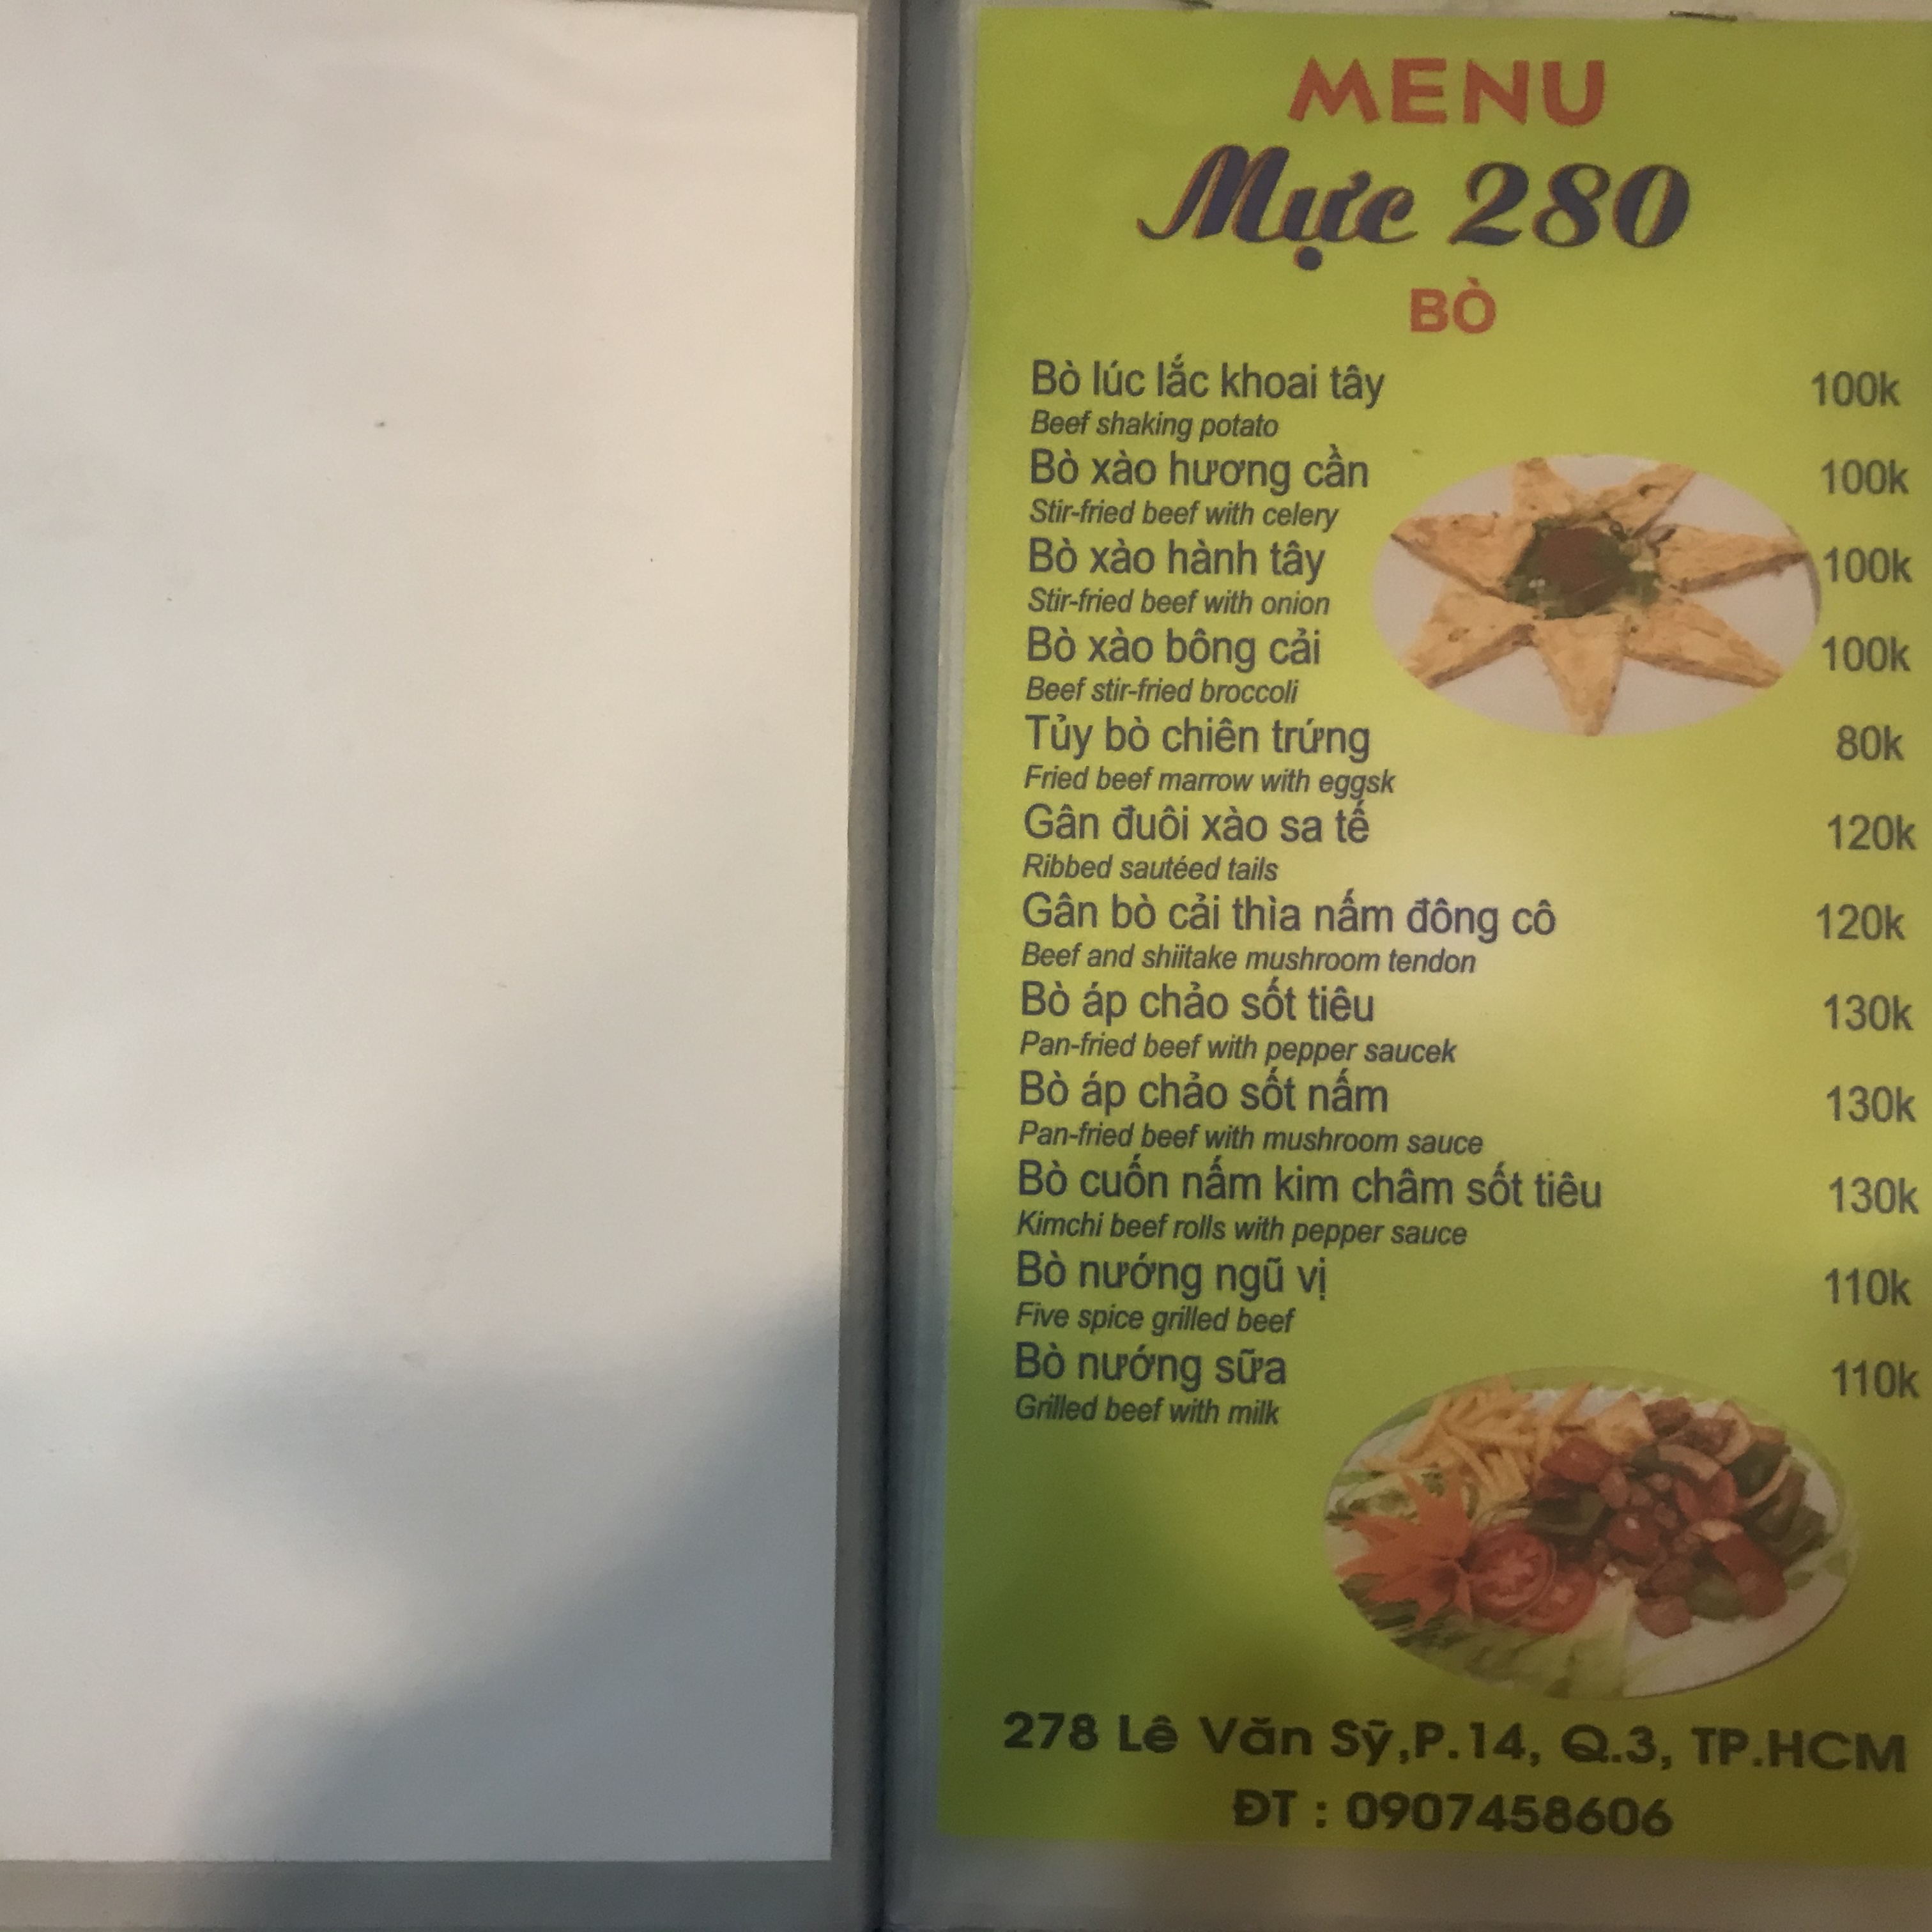 MENU
Mực 280
BÒ
Bò lúc lắc khoai tây 100k
Beef shaking potato
Bò xào hương cần 100k
Stir-fried beef with celery
Bò xào hành tây 100k
Stir-fried beef with onion
Bò xào bông cải 100k
Beef stir-fried broccoli
Tủy bò chiên trứng 80k
Fried beef marrow with eggsk
Gân đuôi xào sa tế 120k
Ribbed sautéed tails
Gân bò cải thìa nấm đông cô 120k
Beef and shiitake mushroom tendon
Bò áp chảo sốt tiêu 130k
Pan-fried beef with pepper saucek
Bò áp chảo sốt nấm 130k
Pan-fried beef with mushroom sauce
Bò cuốn nấm kim châm sốt tiêu 130k
Kimchi beef rolls with pepper sauce
Bò nướng ngũ vị 110k
Five spice grilled beef
Bò nướng sữa 110k
Grilled beef with milk
278 Lê Văn Sỹ,P.14, Q.3, TP.HCM
ĐT : 0907458606